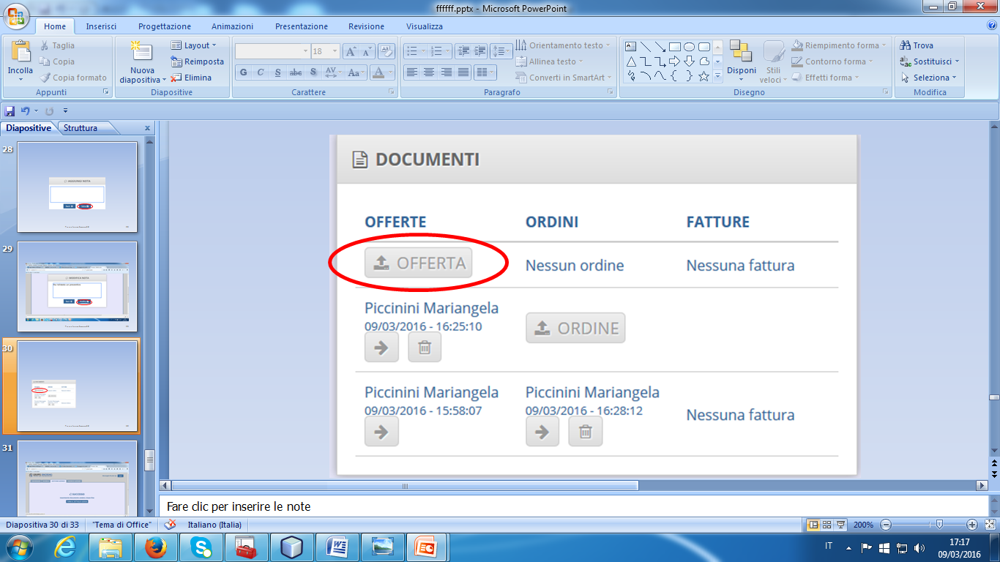 ffffff.pptx - Microsoft PowerPoint
Home Inserisci Progettazione Animazioni Presentazione Revisione Visualizza
Incolla
Taglia
Copia
Copia formato
Appunti
Nuova diapositiva
Layout
Reimposta
Elimina
Diapositive
18
G C S abc S AV Aa A
Carattere
Orientamento testo
Allinea testo
Converti in SmartArt
Paragrafo
Disponi
Stili veloci
Riempimento forma
Contorno forma
Effetti forma
Disegno
Trova
Sostituisci
Seleziona
Modifica
Diapositive Struttura x
28
AGGIUNGI NOTA
29
MODIFICA NOTA
30
31
DOCUMENTI
OFFERTE ORDINI FATTURE
OFFERTA Nessun ordine Nessuna fattura
Piccinini Mariangela
09/03/2016 - 16:25:10
ORDINE
Piccinini Mariangela Piccinini Mariangela
09/03/2016 - 15:58:07 09/03/2016 - 16:28:12
Nessuna fattura
Fare clic per inserire le note
Diapositiva 30 di 33 "Tema di Office" Italiano (Italia) 200%
IT 17:17
09/03/2016